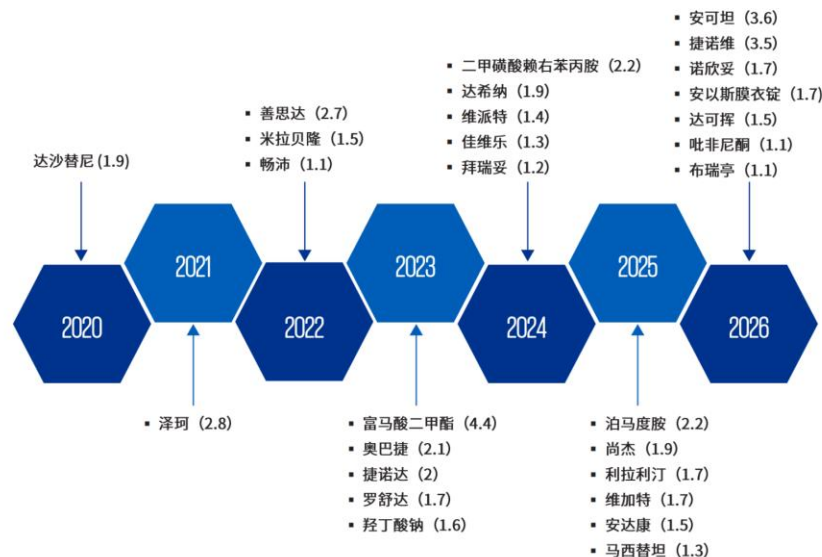 达沙替尼 (1.9)
2020
2021
▪ 泽珂（2.8）
▪ 善思达（2.7）
▪ 米拉贝隆（1.5）
▪ 畅沛（1.1）
2022
2023
▪ 富马酸二甲酯（4.4）
▪ 奥巴捷（2.1）
▪ 捷诺达（2）
▪ 罗舒达（1.7）
▪ 羟丁酸钠（1.6）
▪ 二甲磺酸赖右苯丙胺（2.2）
▪ 达希纳（1.9）
▪ 维派特（1.4）
▪ 佳维乐（1.3）
▪ 拜瑞妥（1.2）
2024
2025
▪ 泊马度胺（2.2）
▪ 尚杰（1.9）
▪ 利拉利汀（1.7）
▪ 维加特（1.7）
▪ 安达康（1.5）
▪ 马西替坦（1.3）
▪ 安可坦（3.6）
▪ 捷诺维（3.5）
▪ 诺欣妥（1.7）
▪ 安以斯膜衣锭（1.7）
▪ 达可挥（1.5）
▪ 吡非尼酮（1.1）
▪ 布瑞亭（1.1）
2026